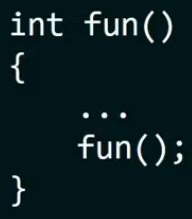 int fun()
{
    ...
    fun();
}